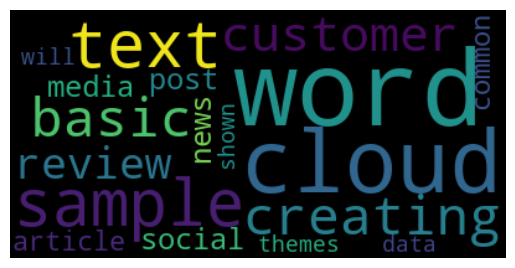 will
text
customer
common
media
post
word
basic
news
shown
review
cloud
sample
creating
article
social
themes
data